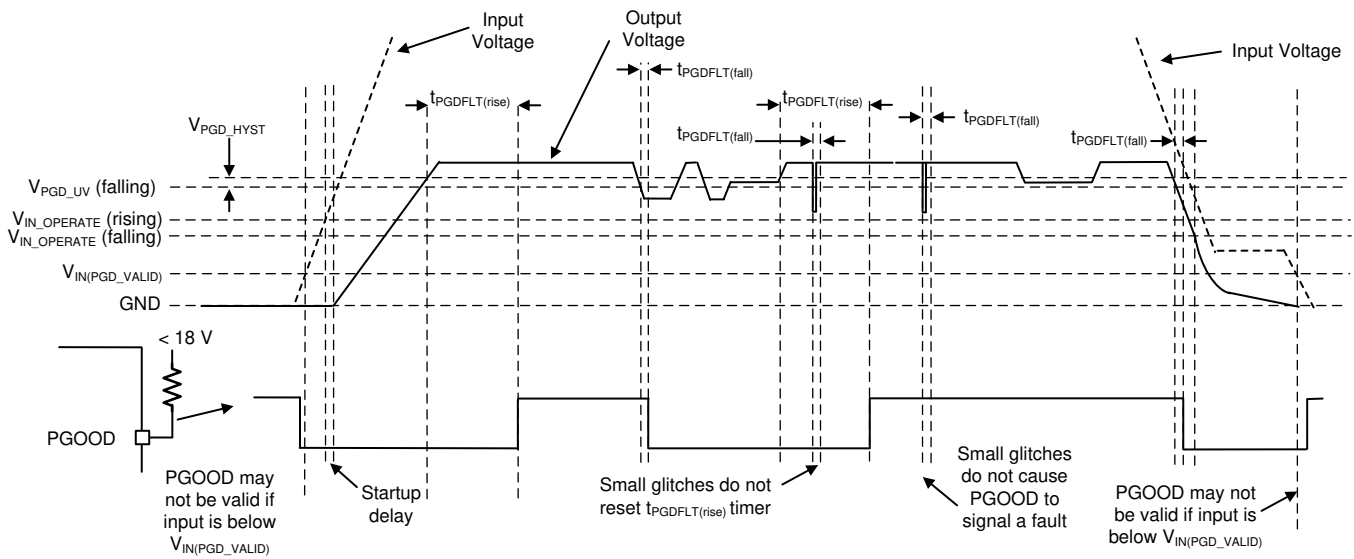 Input
Voltage
Output
Voltage
Input Voltage
tPGDFLT(fall)
tPGDFLT(rise)
tPGDFLT(rise)
tPGDFLT(fall)
tPGDFLT(fall)
tPGDFLT(fall)
VPGD_HYST
VPGD_UV (falling)
VIN_OPERATE (rising)
VIN_OPERATE (falling)
VIN(PGD_VALID)
GND
< 18 V
PGOOD
PGOOD may
not be valid if
input is below
VIN(PGD_VALID)
Startup
delay
Small glitches do not
reset tPGDFLT(rise) timer
Small glitches
do not cause
PGOOD to
signal a fault
PGOOD may not
be valid if input is
below VIN(PGD_VALID)